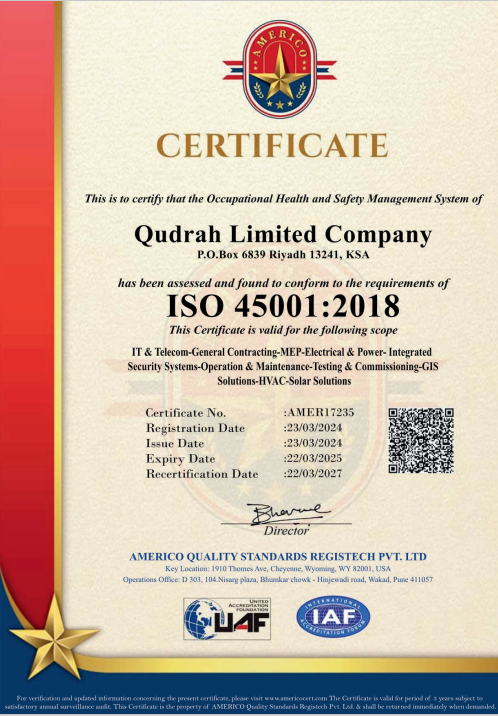 AMERICO
CERTIFICATE
This is to certify that the Occupational Health and Safety Management System of
Qudrah Limited Company
P.O.Box 6839 Riyadh 13241, KSA
has been assessed and found to conform to the requirements of
ISO 45001:2018
This Certificate is valid for the following scope
IT & Telecom-General Contracting-MEP-Electrical & Power- Integrated
Security Systems-Operation & Maintenance-Testing & Commissioning-GIS
Solutions-HVAC-Solar Solutions
Certificate No. :AMER17235
Registration Date :23/03/2024
Issue Date :23/03/2024
Expiry Date :22/03/2025
Recertification Date :22/03/2027
Director
AMERICO QUALITY STANDARDS REGISTECH PVT. LTD
Key Location: 1910 Thomes Ave, Cheyenne, Wyoming, WY 82001, USA
Operations Office: D 303, 104.Nisarg plaza, Bhumkar chowk - Hinjewadi road, Wakad, Pune 411057
UNITED
ACCREDITATION
FOUNDATION
UAF
INTERNATIONAL
IAF
ACCREDITATION FORUM
For verification and updated information concerning the present certificate, please visit www.americocert.com The Certificate is valid for period of 3 years subject to
satisfactory annual surveillance audit. This Certificate is the property of AMERICO Quality Standards Registech Pvt. Ltd. & shall be returned immediately when demanded.